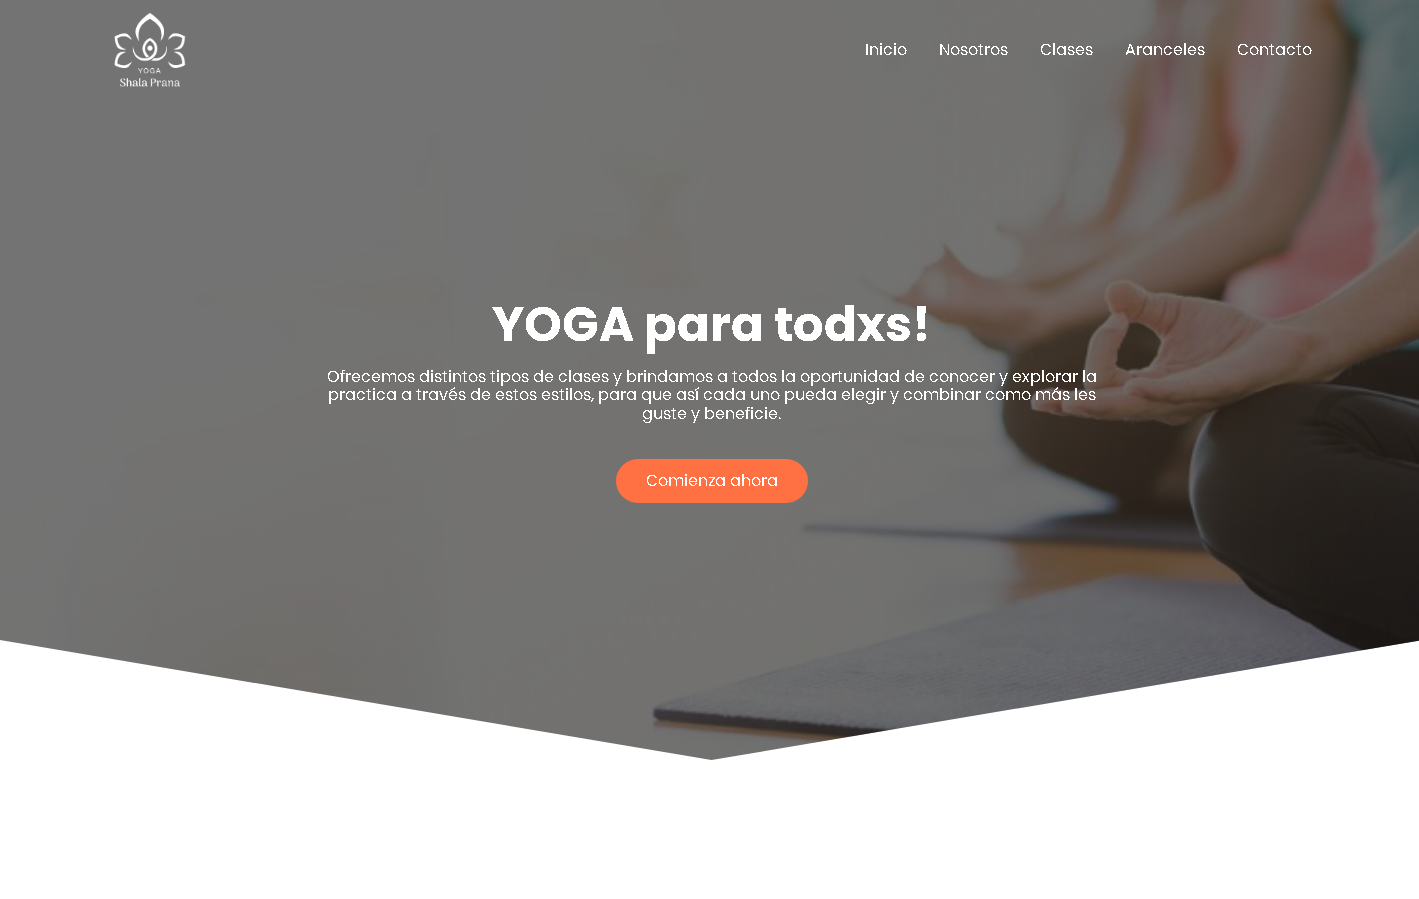 YOGA
Shala Prana
Inicio Nosotros Clases Aranceles Contacto
YOGA para todxs!
Ofrecemos distintos tipos de clases y brindamos a todos la oportunidad de conocer y explorar la
practica a través de estos estilos, para que así cada uno pueda elegir y combinar como más les
guste y beneficie.
Comienza ahora